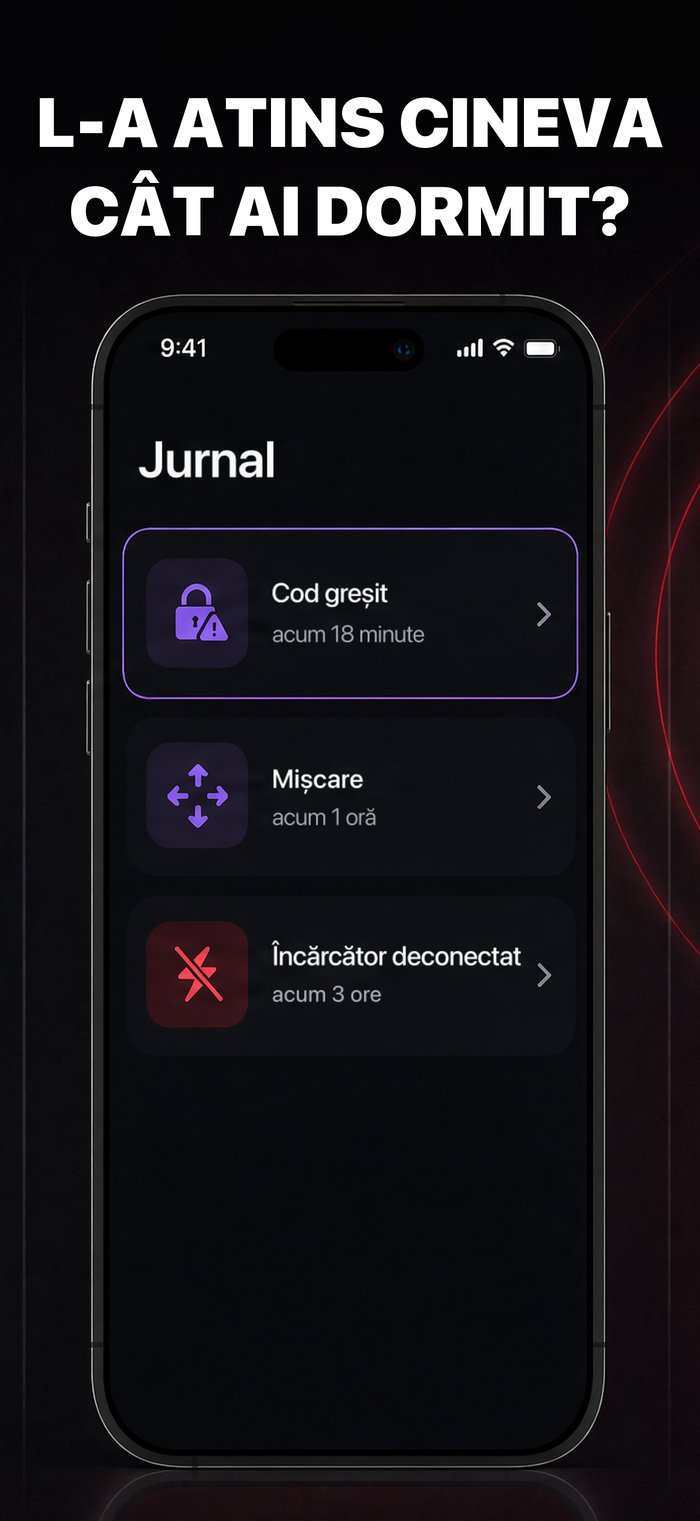 L-A ATINS CINEVA
CÂT AI DORMIT?
9:41
Jurnal
Cod greșit
acum 18 minute
Mișcare
acum 1 oră
Încărcător deconectat
acum 3 ore